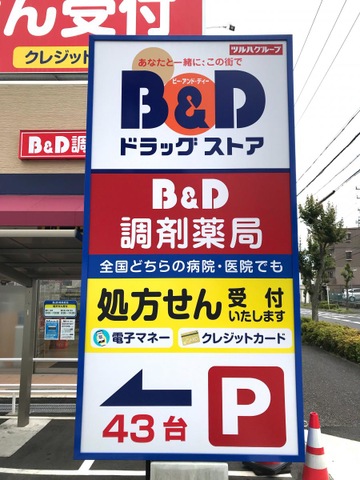 せん受付
クレジット
B&D調
ツルハグループ
あなたと一緒に:この街で
ビー・アンド・ディー
B&D
ドラッグ ストア
B&D
調剤薬局
全国どちらの病院・医院でも
処方せん 受付いたします
電子マネー クレジットカード
43台 P